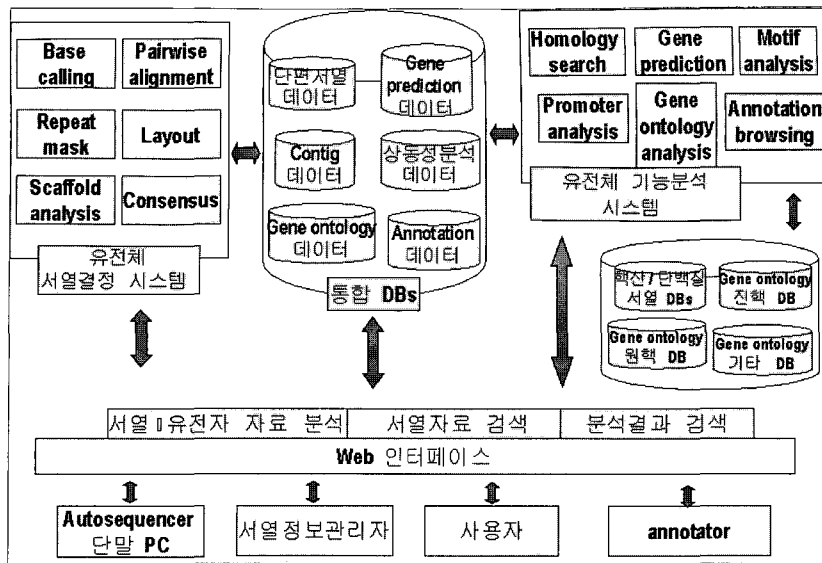 Base calling
Pairwise alignment
Repeat mask
Layout
Scaffold analysis
Consensus
유전체
서열결정 시스템
단편서열
데이터
Gene prediction
데이터
Contig
데이터
상동성분석
데이터
Gene ontology
데이터
Annotation
데이터
통합 DBs
Homology search
Gene prediction
Motif analysis
Promoter analysis
Gene ontology analysis
Annotation browsing
유전체 기능분석
시스템
핵산/단백질
서열 DBs
Gene ontology
진핵 DB
Gene ontology
원핵 DB
Gene ontology
기타 DB
서열·유전자 자료 분석
서열자료 검색
분석결과 검색
Web 인터페이스
Autosequencer
단말 PC
서열정보관리자
사용자
annotator